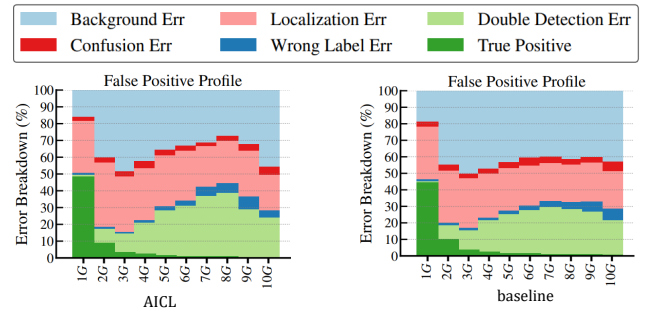 Background Err Localization Err Double Detection Err
Confusion Err Wrong Label Err True Positive
False Positive Profile
Error Breakdown (%)
100
90
80
70
60
50
40
30
20
10
0
1G 2G 3G 4G 5G 6G 7G 8G 9G 10G
AICL
False Positive Profile
Error Breakdown (%)
100
90
80
70
60
50
40
30
20
10
0
1G 2G 3G 4G 5G 6G 7G 8G 9G 10G
baseline